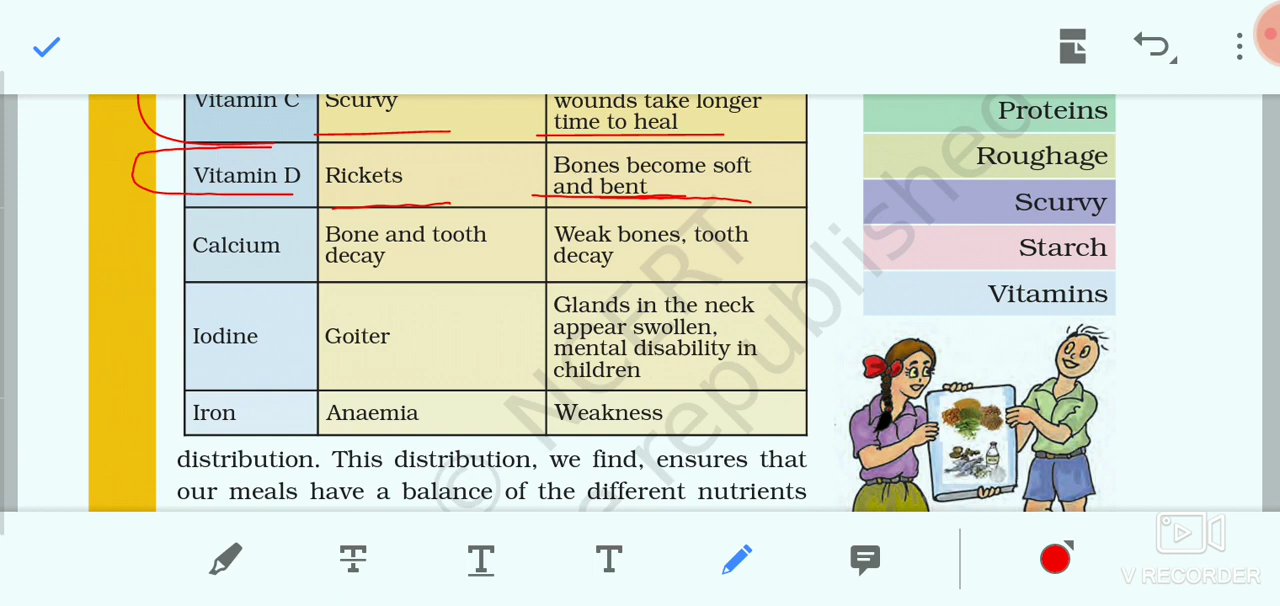 Vitamin C
Scurvy
wounds take longer
time to heal
Vitamin D
Rickets
Bones become soft
and bent
Calcium
Bone and tooth
decay
Weak bones, tooth
decay
Iodine
Goiter
Glands in the neck
appear swollen,
mental disability in
children
Iron
Anaemia
Weakness
distribution. This distribution, we find, ensures that
our meals have a balance of the different nutrients
Proteins
Roughage
Scurvy
Starch
Vitamins
© NCERT
republished
T
T
T
V RECORDER